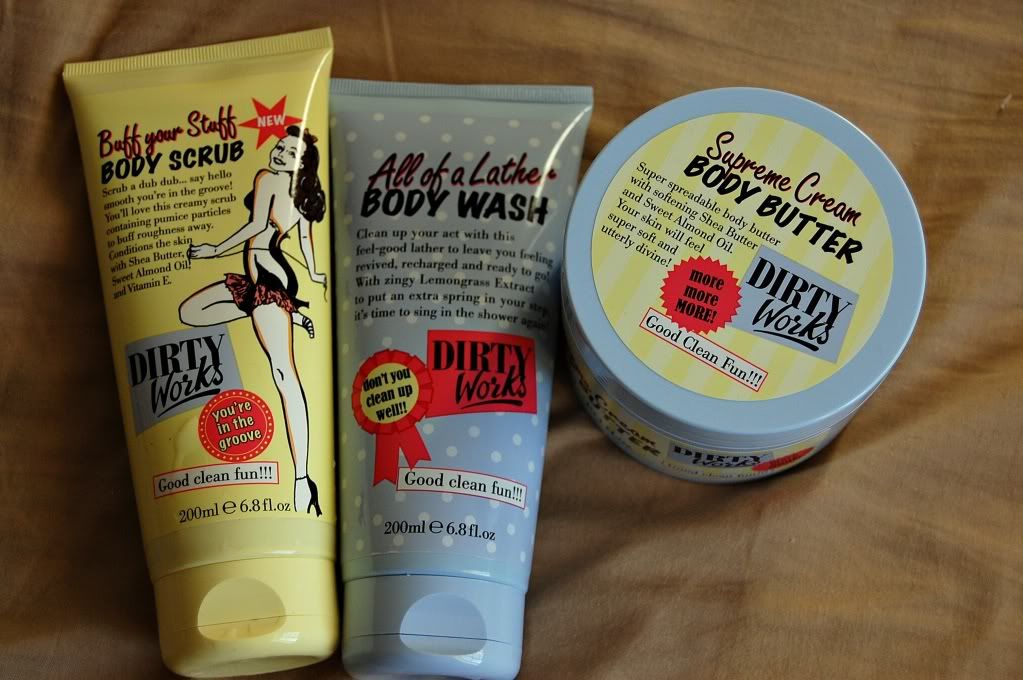 Buff your Stuff
NEW
BODY SCRUB
Scrub a dub dub... say hello
smooth you're in the groove!
You'll love this creamy scrub
containing pumice particles
to buff roughness away.
Conditions the skin
with Shea Butter,
Sweet Almond Oil
and Vitamin E.
DIRTY
Works
you're
in the
groove
Good clean fun!!!
200ml e 6.8 fl.oz
All of a Lather
BODY WASH
Clean up your act with this
feel-good lather to leave you feeling
revived, recharged and ready to go!
With zingy Lemongrass Extract
to put an extra spring in your step,
it's time to sing in the shower again!
DIRTY
Works
don't you
clean up
well!!
Good clean fun!!!
200ml e 6.8 fl.oz
Supreme Cream
BODY BUTTER
Super spreadable body butter
with softening Shea Butter
and Sweet Almond Oil.
Your skin will feel
super soft and
utterly divine!
more
more
MORE!
DIRTY
Works
Good Clean Fun!!!
CREAM
BUTTER
DIRTY
Works